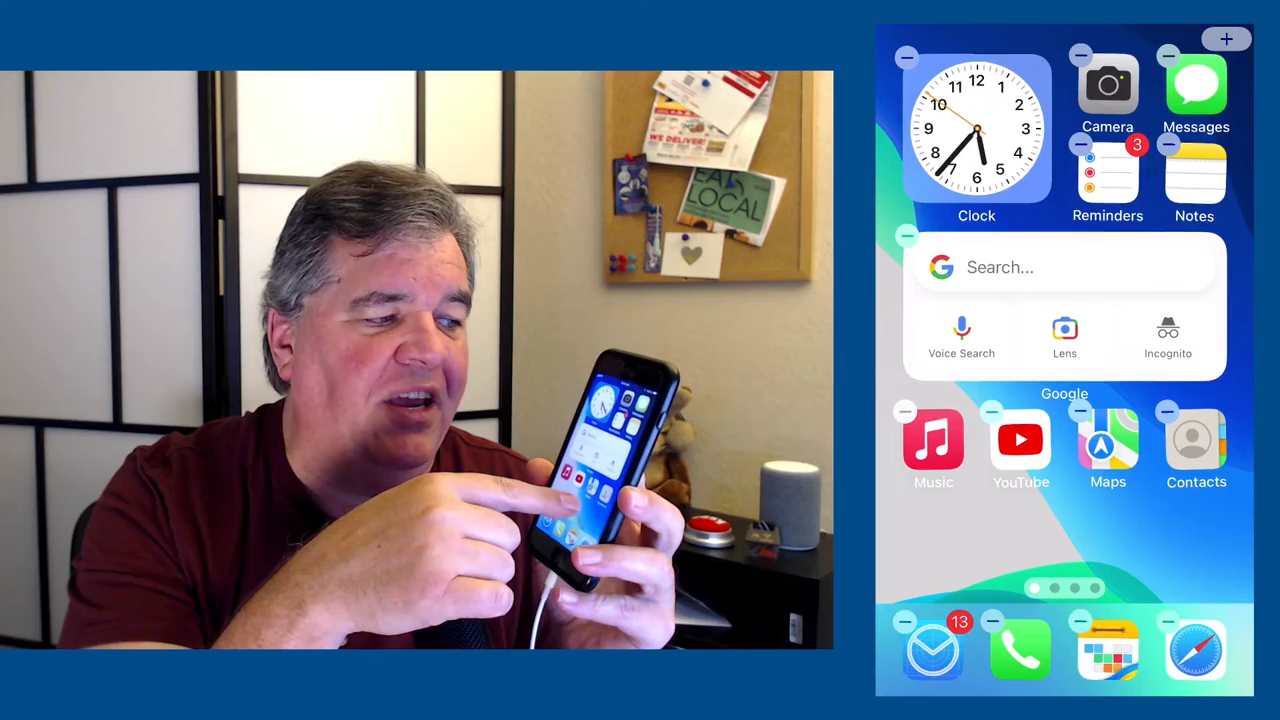 WE DELIVER!
EAT
LOCAL
+
12
11
1
10
2
9
3
8
4
7
5
6
Clock
Camera
Messages
3
Reminders
Notes
G Search...
Voice Search
Lens
Incognito
Google
Music
YouTube
Maps
Contacts
13